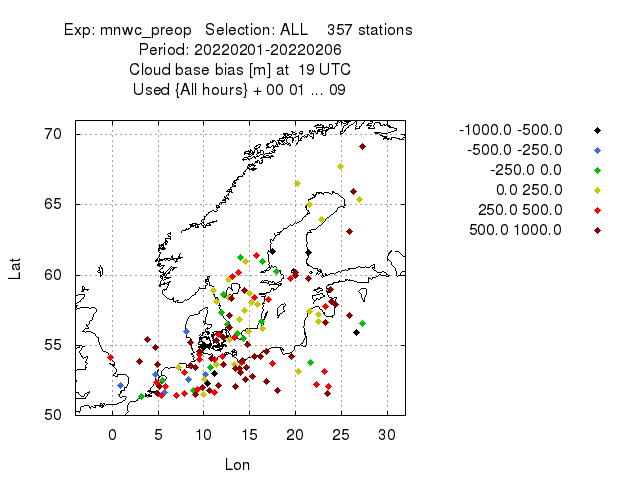 Exp: mnwc_preop   Selection: ALL    357 stations
Period: 20220201-20220206
Cloud base bias [m] at  19 UTC
Used {All hours} + 00 01 ... 09
-1000.0 -500.0
-500.0 -250.0
-250.0 0.0
0.0 250.0
250.0 500.0
500.0 1000.0
70
65
60
55
50
Lat
0 5 10 15 20 25 30
Lon